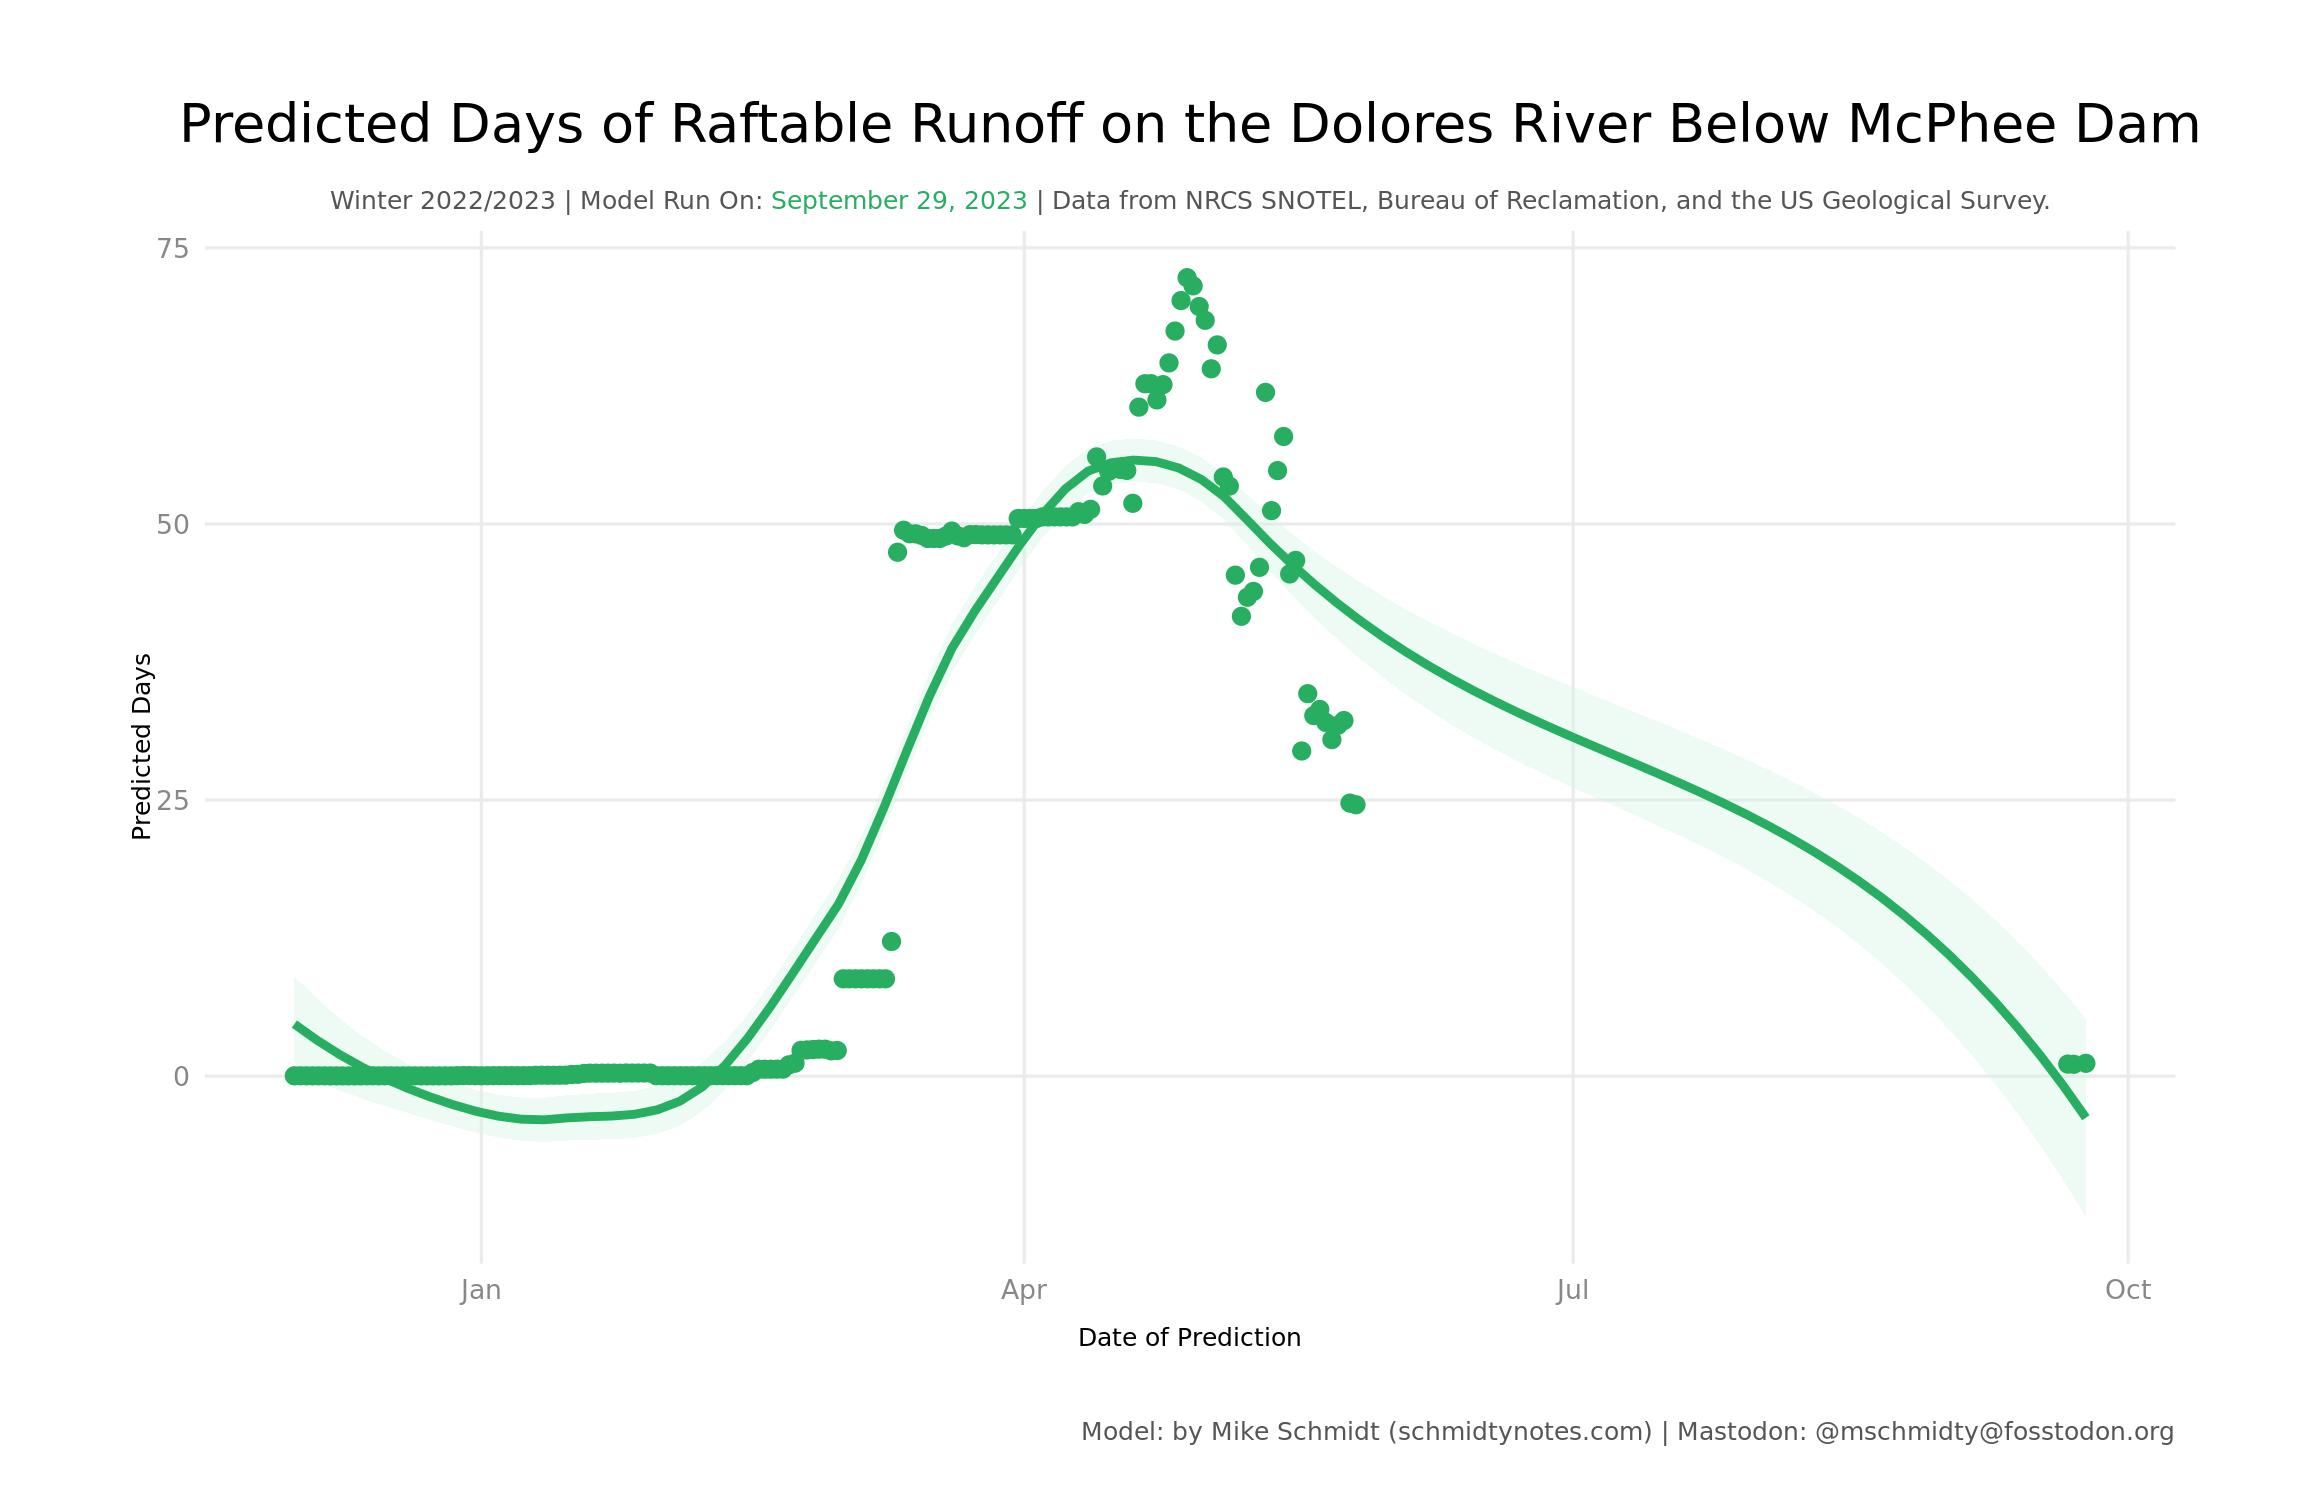 Predicted Days of Raftable Runoff on the Dolores River Below McPhee Dam
Winter 2022/2023 | Model Run On: September 29, 2023 | Data from NRCS SNOTEL, Bureau of Reclamation, and the US Geological Survey.
75
50
25
0
Predicted Days
Jan
Apr
Jul
Oct
Date of Prediction
Model: by Mike Schmidt (schmidtynotes.com) | Mastodon: @mschmidty@fosstodon.org